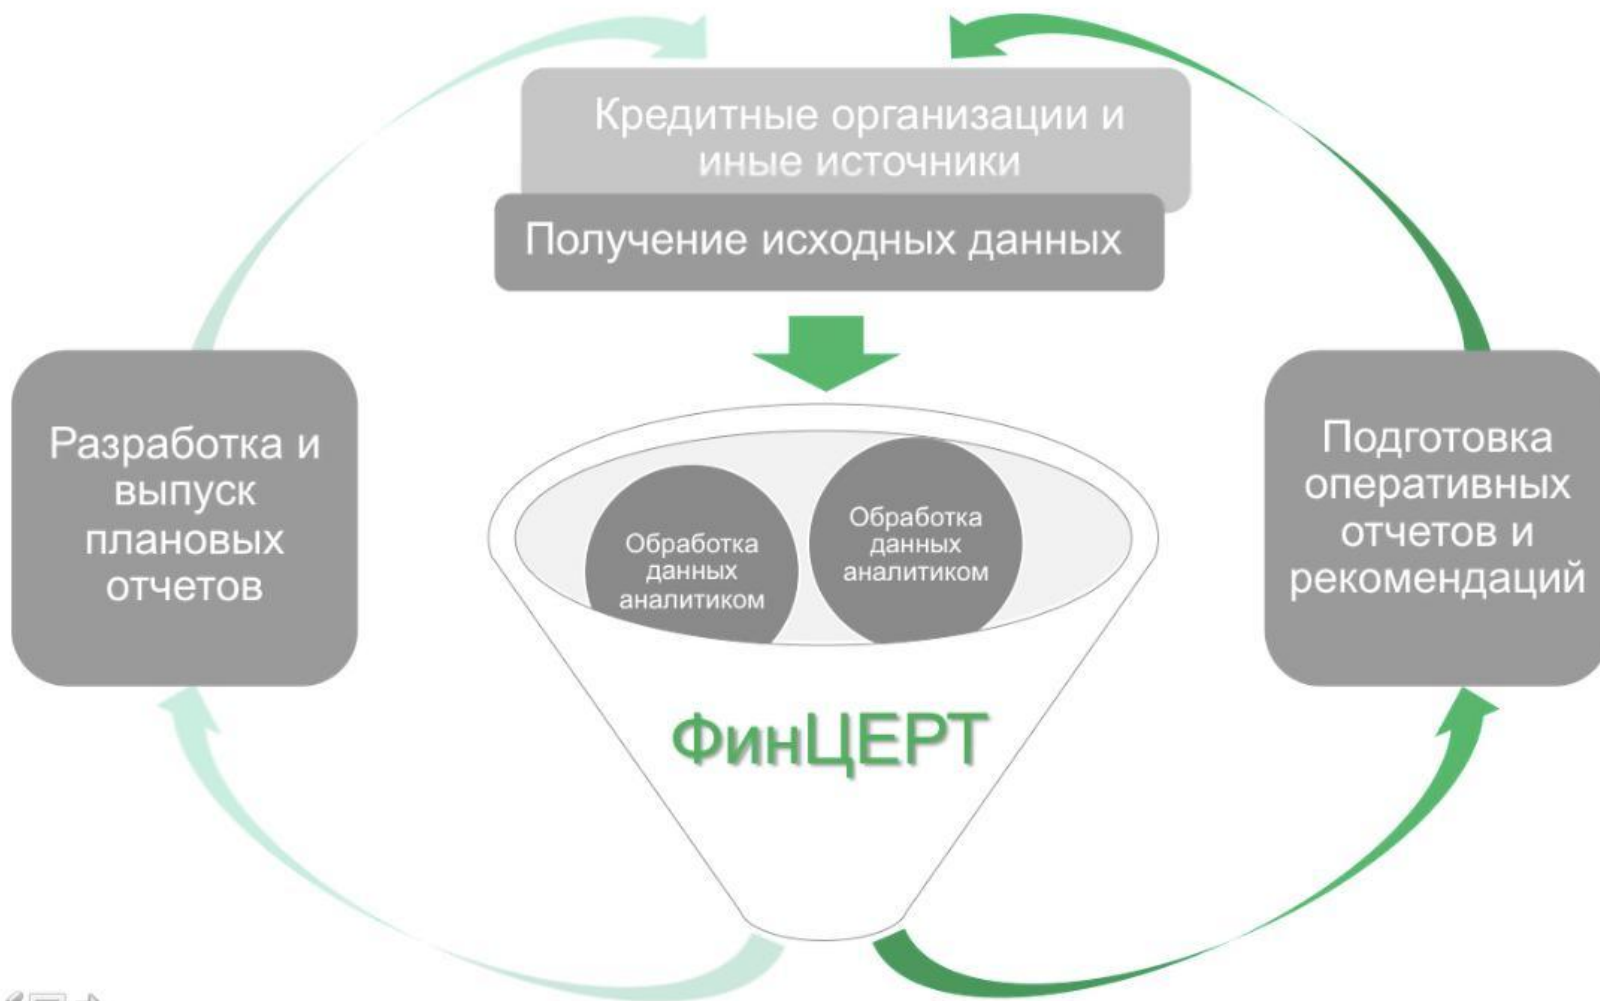 Кредитные организации и
иные источники
Получение исходных данных
Разработка и
выпуск
плановых
отчетов
Обработка
данных
аналитиком
Обработка
данных
аналитиком
Подготовка
оперативных
отчетов и
рекомендаций
ФинЦЕРТ